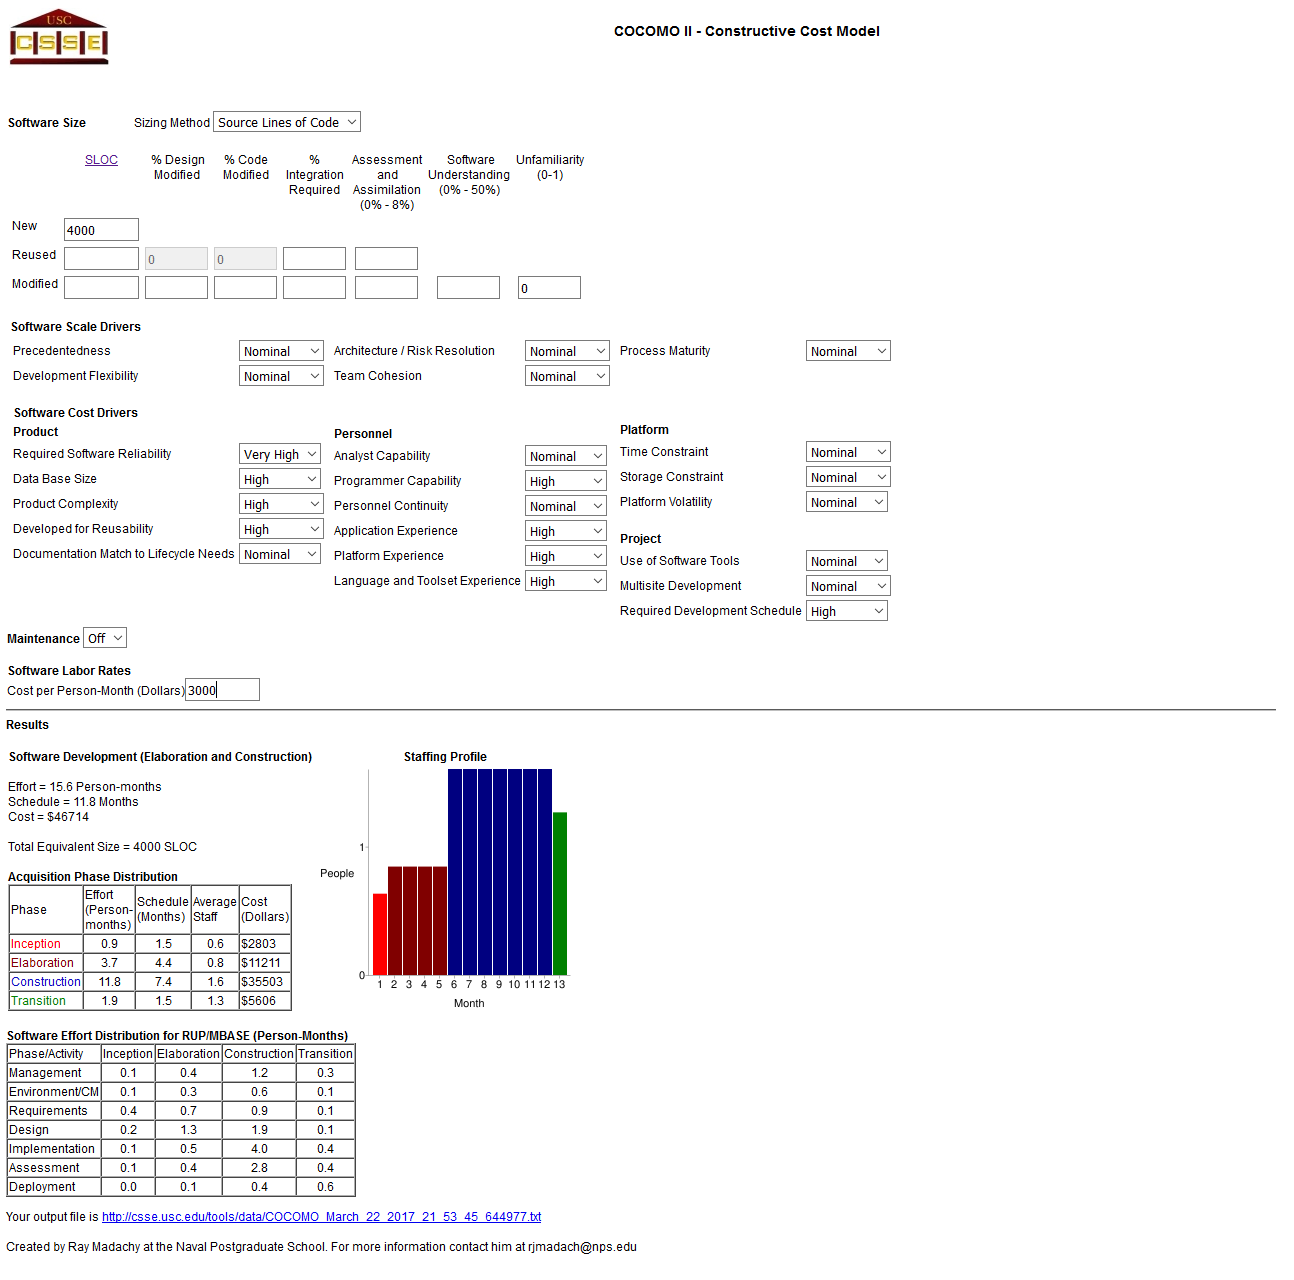 USC
CSSE
COCOMO II - Constructive Cost Model
Software Size Sizing Method Source Lines of Code
SLOC % Design Modified % Code Modified % Integration Required Assessment and Assimilation (0% - 8%) Software Understanding (0% - 50%) Unfamiliarity (0-1)
New 4000
Reused 0 0
Modified 0
Software Scale Drivers
Precedentedness Nominal Architecture / Risk Resolution Nominal Process Maturity Nominal
Development Flexibility Nominal Team Cohesion Nominal
Software Cost Drivers
Product
Required Software Reliability Very High
Data Base Size High
Product Complexity High
Developed for Reusability High
Documentation Match to Lifecycle Needs Nominal
Personnel
Analyst Capability Nominal
Programmer Capability High
Personnel Continuity Nominal
Application Experience High
Platform Experience High
Language and Toolset Experience High
Platform
Time Constraint Nominal
Storage Constraint Nominal
Platform Volatility Nominal
Project
Use of Software Tools Nominal
Multisite Development Nominal
Required Development Schedule High
Maintenance Off
Software Labor Rates
Cost per Person-Month (Dollars) 3000
Results
Software Development (Elaboration and Construction)
Effort = 15.6 Person-months
Schedule = 11.8 Months
Cost = $46714
Total Equivalent Size = 4000 SLOC
Acquisition Phase Distribution
Phase Effort (Person-months) Schedule (Months) Average Staff Cost (Dollars)
Inception 0.9 1.5 0.6 $2803
Elaboration 3.7 4.4 0.8 $11211
Construction 11.8 7.4 1.6 $35503
Transition 1.9 1.5 1.3 $5606
Staffing Profile
1
People
0
1 2 3 4 5 6 7 8 9 10 11 12 13
Month
Software Effort Distribution for RUP/MBASE (Person-Months)
Phase/Activity Inception Elaboration Construction Transition
Management 0.1 0.4 1.2 0.3
Environment/CM 0.1 0.3 0.6 0.1
Requirements 0.4 0.7 0.9 0.1
Design 0.2 1.3 1.9 0.1
Implementation 0.1 0.5 4.0 0.4
Assessment 0.1 0.4 2.8 0.4
Deployment 0.0 0.1 0.4 0.6
Your output file is http://csse.usc.edu/tools/data/COCOMO_March_22_2017_21_53_45_644977.txt
Created by Ray Madachy at the Naval Postgraduate School. For more information contact him at rjmadach@nps.edu